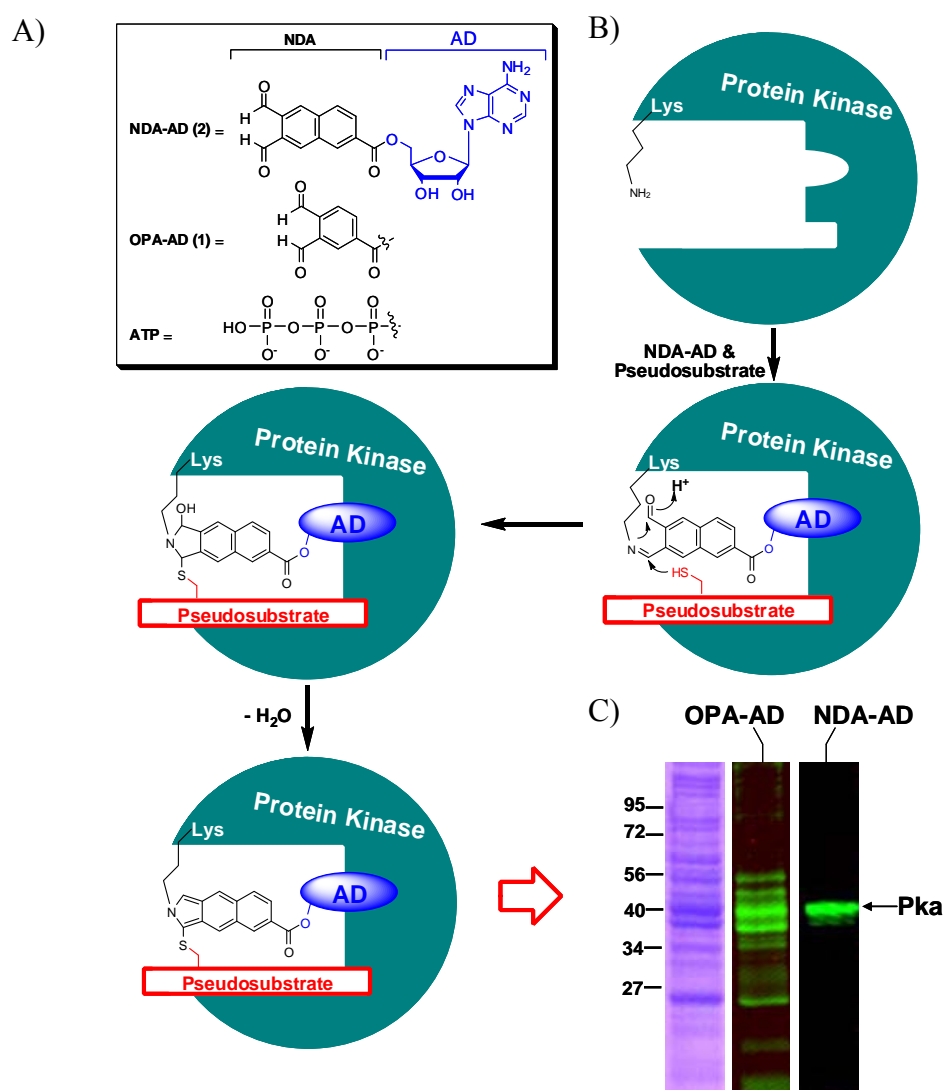 A)
NDA
AD
NDA-AD (2) =
O
H
H
O
O
O
O
NH2
N
N
N
N
OH
OH
OPA-AD (1) =
O
H
H
O
O
ATP =
HO-P-O-P-O-P
O
O
O
O-
O-
O-
B)
Protein Kinase
Lys
NH2
NDA-AD &
Pseudosubstrate
Protein Kinase
Lys
H+
O
N
HS
O
O
AD
Pseudosubstrate
Protein Kinase
Lys
OH
N
S
O
O
AD
Pseudosubstrate
- H2O
Protein Kinase
Lys
N
S
O
O
AD
Pseudosubstrate
C)
OPA-AD
NDA-AD
95
72
56
40
34
27
Pka